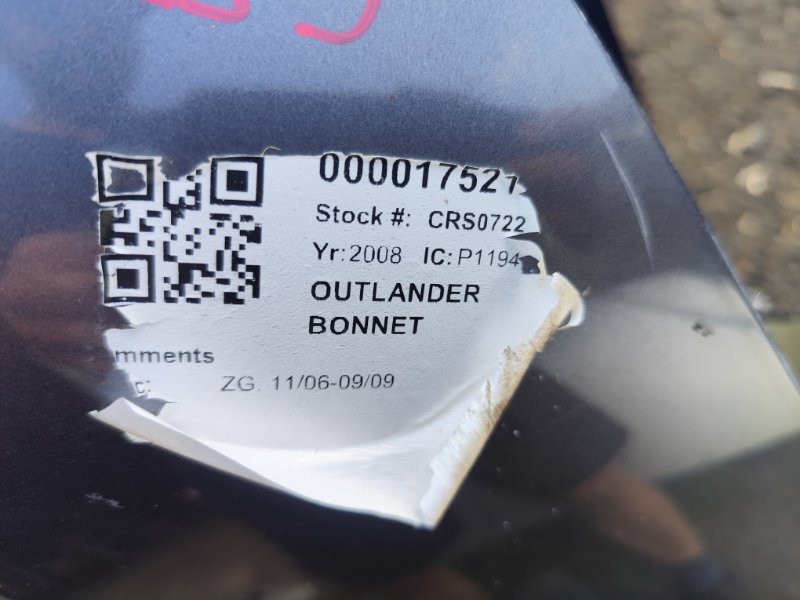 000017521
Stock #: CRS0722
Yr:2008 IC:P1194
OUTLANDER
BONNET
mments
c:
ZG. 11/06-09/09